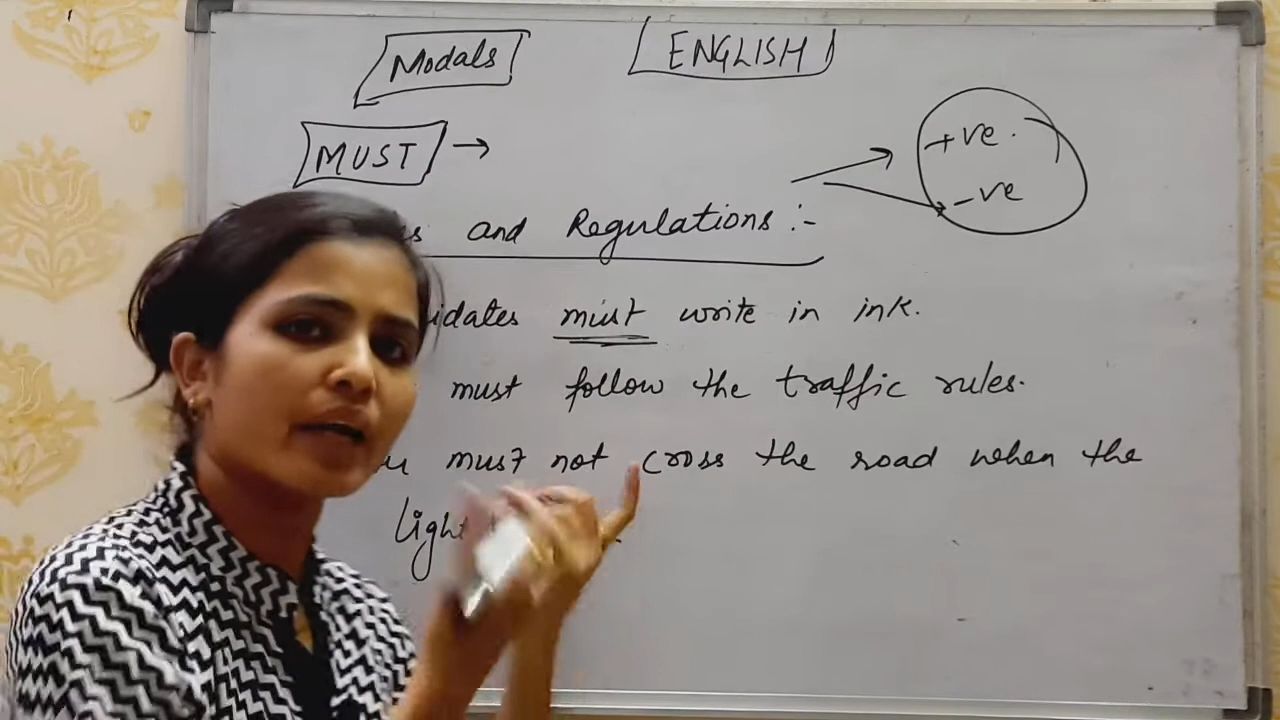 Modals ENGLISH
MUST →
+ve.
-ve
and Regulations :-
must write in ink.
must follow the traffic rules.
must not cross the road when the